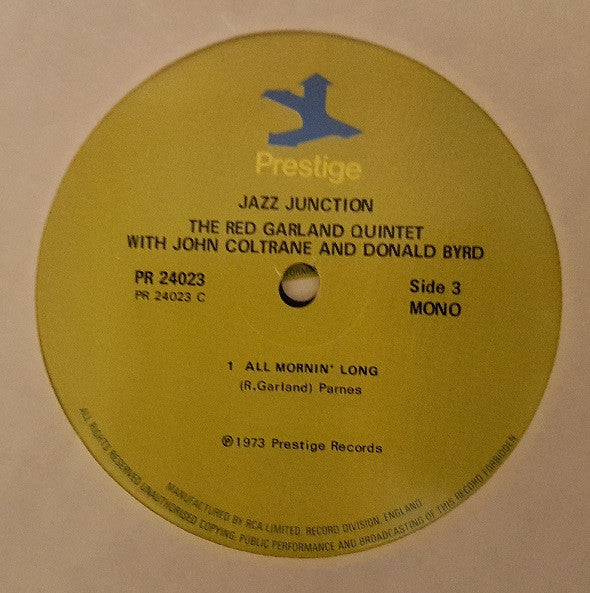 Prestige
JAZZ JUNCTION
THE RED GARLAND QUINTET
WITH JOHN COLTRANE AND DONALD BYRD
PR 24023
PR 24023 C
Side 3
MONO
1 ALL MORNIN' LONG
(R.Garland) Parnes
℗1973 Prestige Records
MANUFACTURED BY RCA LIMITED, RECORD DIVISION, ENGLAND.
ALL RIGHTS RESERVED UNAUTHORISED COPYING, PUBLIC PERFORMANCE AND BROADCASTING OF THIS RECORD FORBIDDEN